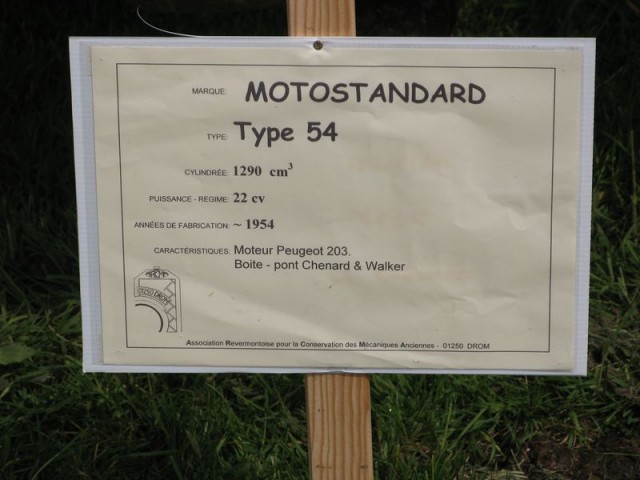 MARQUE: MOTOSTANDARD
TYPE: Type 54
CYLINDRÉE: 1290 cm³
PUISSANCE - REGIME: 22 cv
ANNÉES DE FABRICATION: ~ 1954
CARACTÉRISTIQUES: Moteur Peugeot 203.
Boite - pont Chenard & Walker
Association Revermontoise pour la Conservation des Mécaniques Anciennes - 01250 DROM